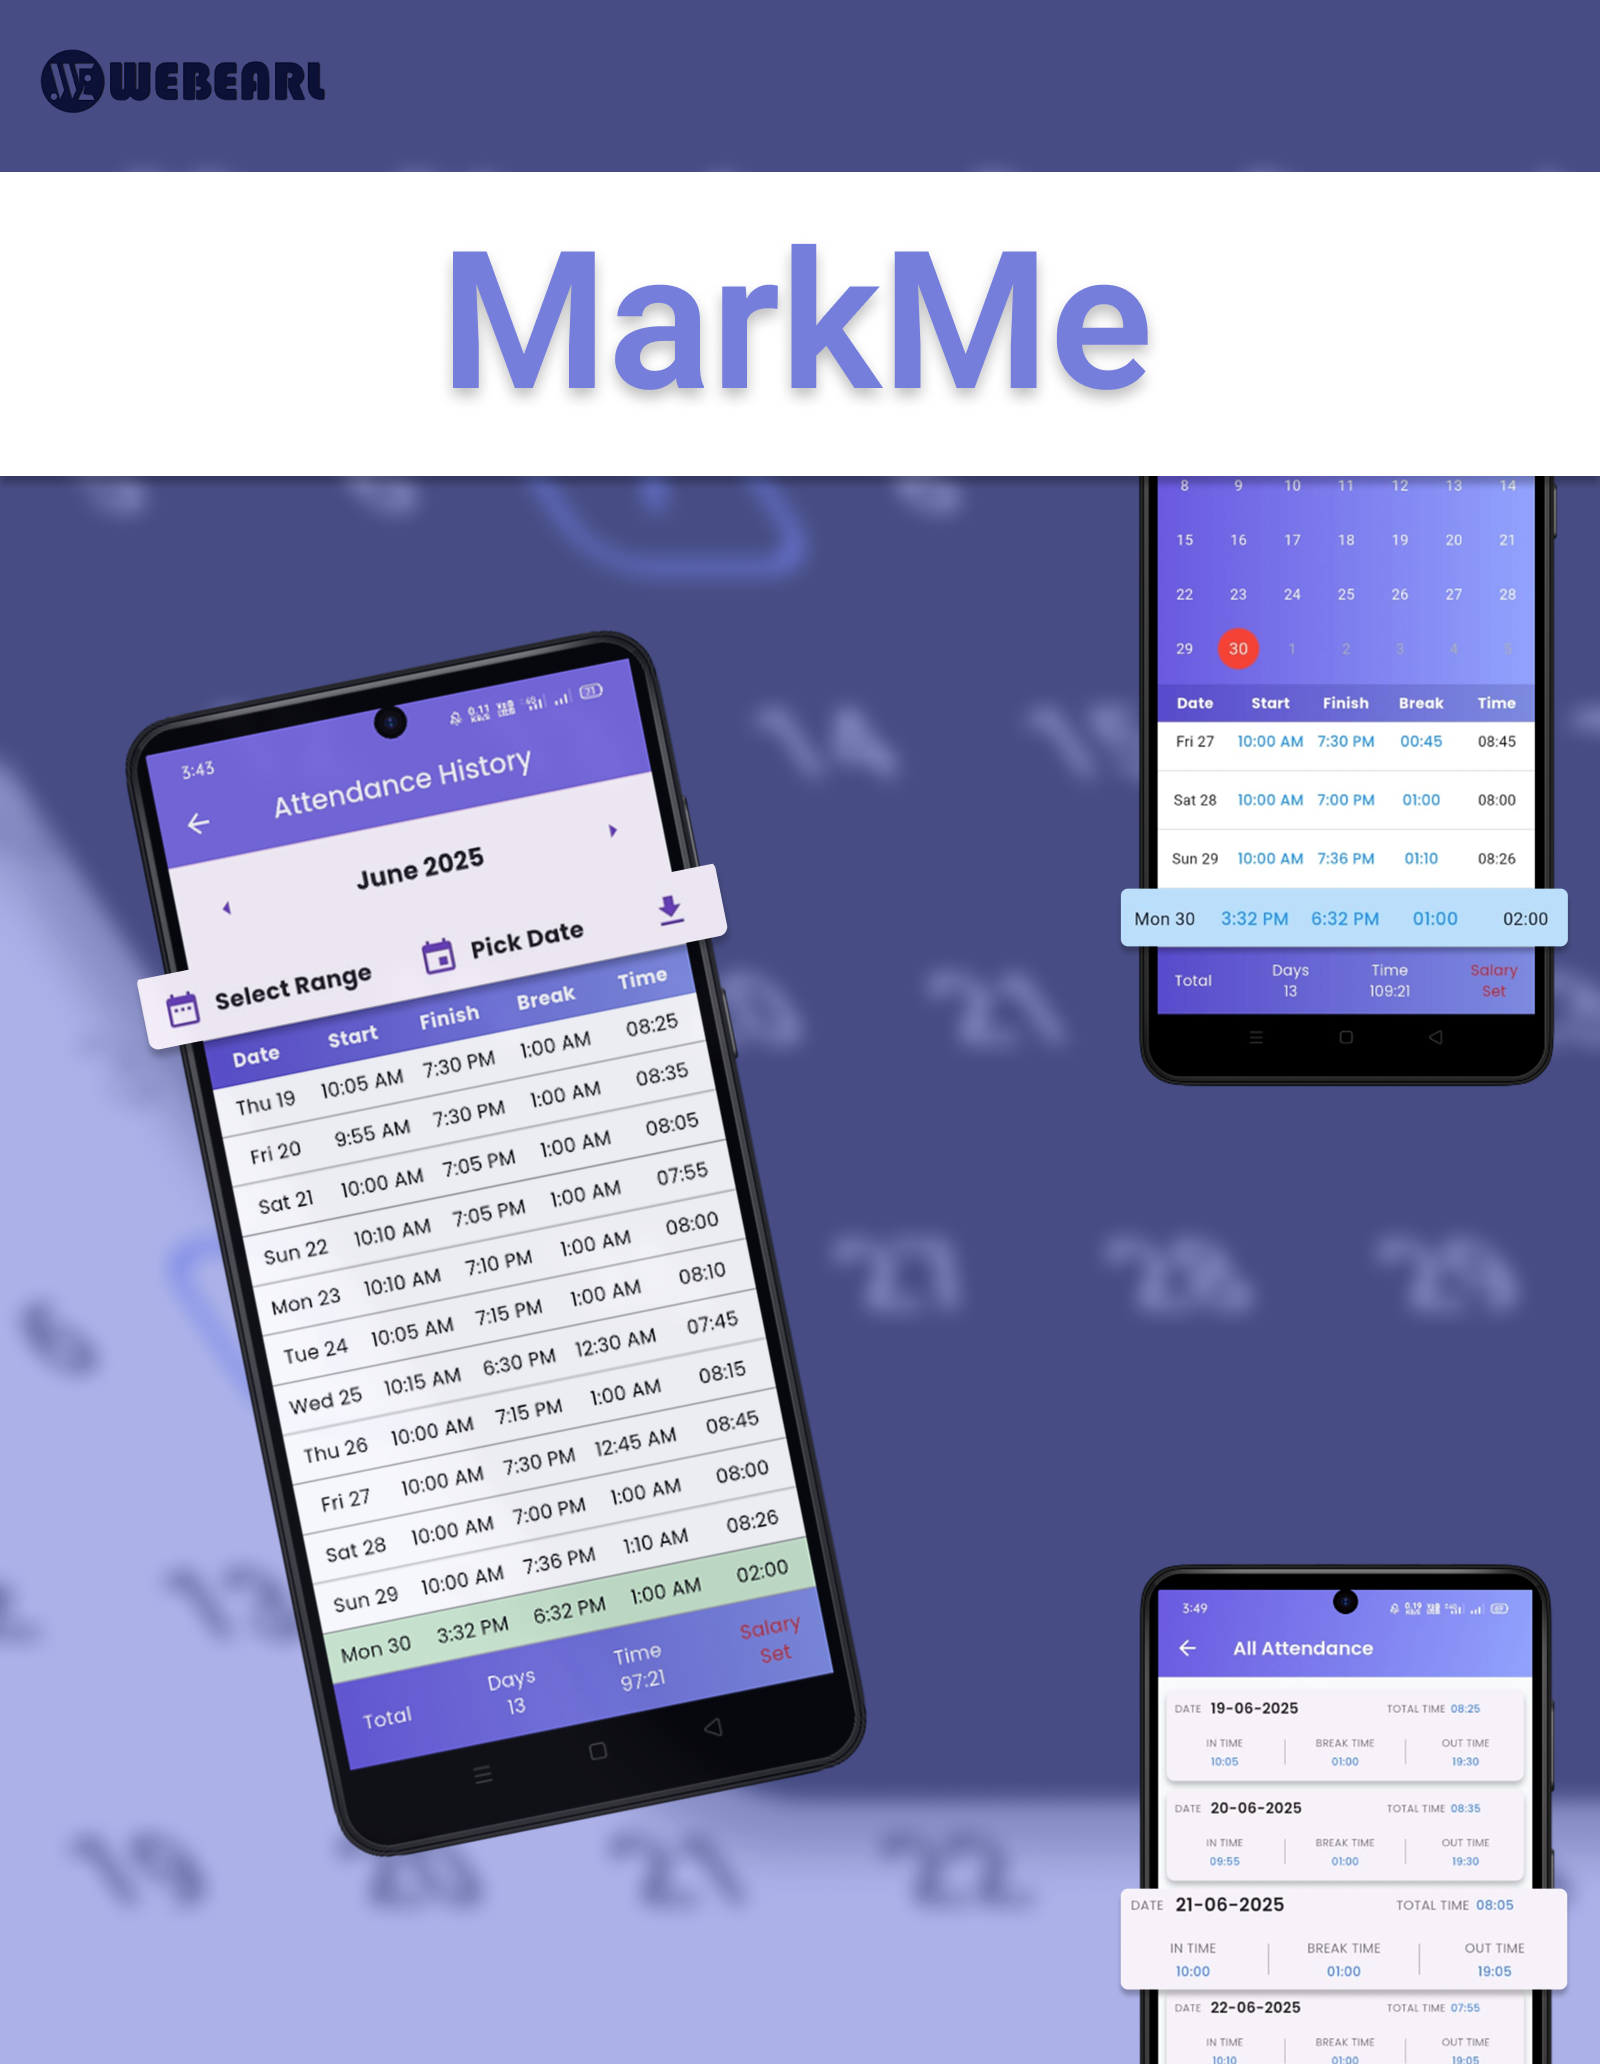 WEBEARL
MarkMe
8 9 10 11 12 13 14
15 16 17 18 19 20 21
22 23 24 25 26 27 28
29 30 1 2 3 4 5
Date Start Finish Break Time
Fri 27 10:00 AM 7:30 PM 00:45 08:45
Sat 28 10:00 AM 7:00 PM 01:00 08:00
Sun 29 10:00 AM 7:36 PM 01:10 08:26
Mon 30 3:32 PM 6:32 PM 01:00 02:00
Total Days 13 Time 109:21 Salary Set
3:43
Attendance History
June 2025
Select Range Pick Date
Date Start Finish Break Time
Thu 19 10:05 AM 7:30 PM 1:00 AM 08:25
Fri 20 9:55 AM 7:30 PM 1:00 AM 08:35
Sat 21 10:00 AM 7:05 PM 1:00 AM 08:05
Sun 22 10:10 AM 7:05 PM 1:00 AM 07:55
Mon 23 10:10 AM 7:10 PM 1:00 AM 08:00
Tue 24 10:05 AM 7:15 PM 1:00 AM 08:10
Wed 25 10:15 AM 6:30 PM 12:30 AM 07:45
Thu 26 10:00 AM 7:15 PM 1:00 AM 08:15
Fri 27 10:00 AM 7:30 PM 12:45 AM 08:45
Sat 28 10:00 AM 7:00 PM 1:00 AM 08:00
Sun 29 10:00 AM 7:36 PM 1:10 AM 08:26
Mon 30 3:32 PM 6:32 PM 1:00 AM 02:00
Total Days 13 Time 97:21 Salary Set
3:49
All Attendance
DATE 19-06-2025 TOTAL TIME 08:25
IN TIME BREAK TIME OUT TIME
10:05 01:00 19:30
DATE 20-06-2025 TOTAL TIME 08:35
IN TIME BREAK TIME OUT TIME
09:55 01:00 19:30
DATE 21-06-2025 TOTAL TIME 08:05
IN TIME BREAK TIME OUT TIME
10:00 01:00 19:05
DATE 22-06-2025 TOTAL TIME 07:55
IN TIME BREAK TIME OUT TIME
10:10 01:00 19:05
14 15
21
27 28 29
6
13
19 20 21 22